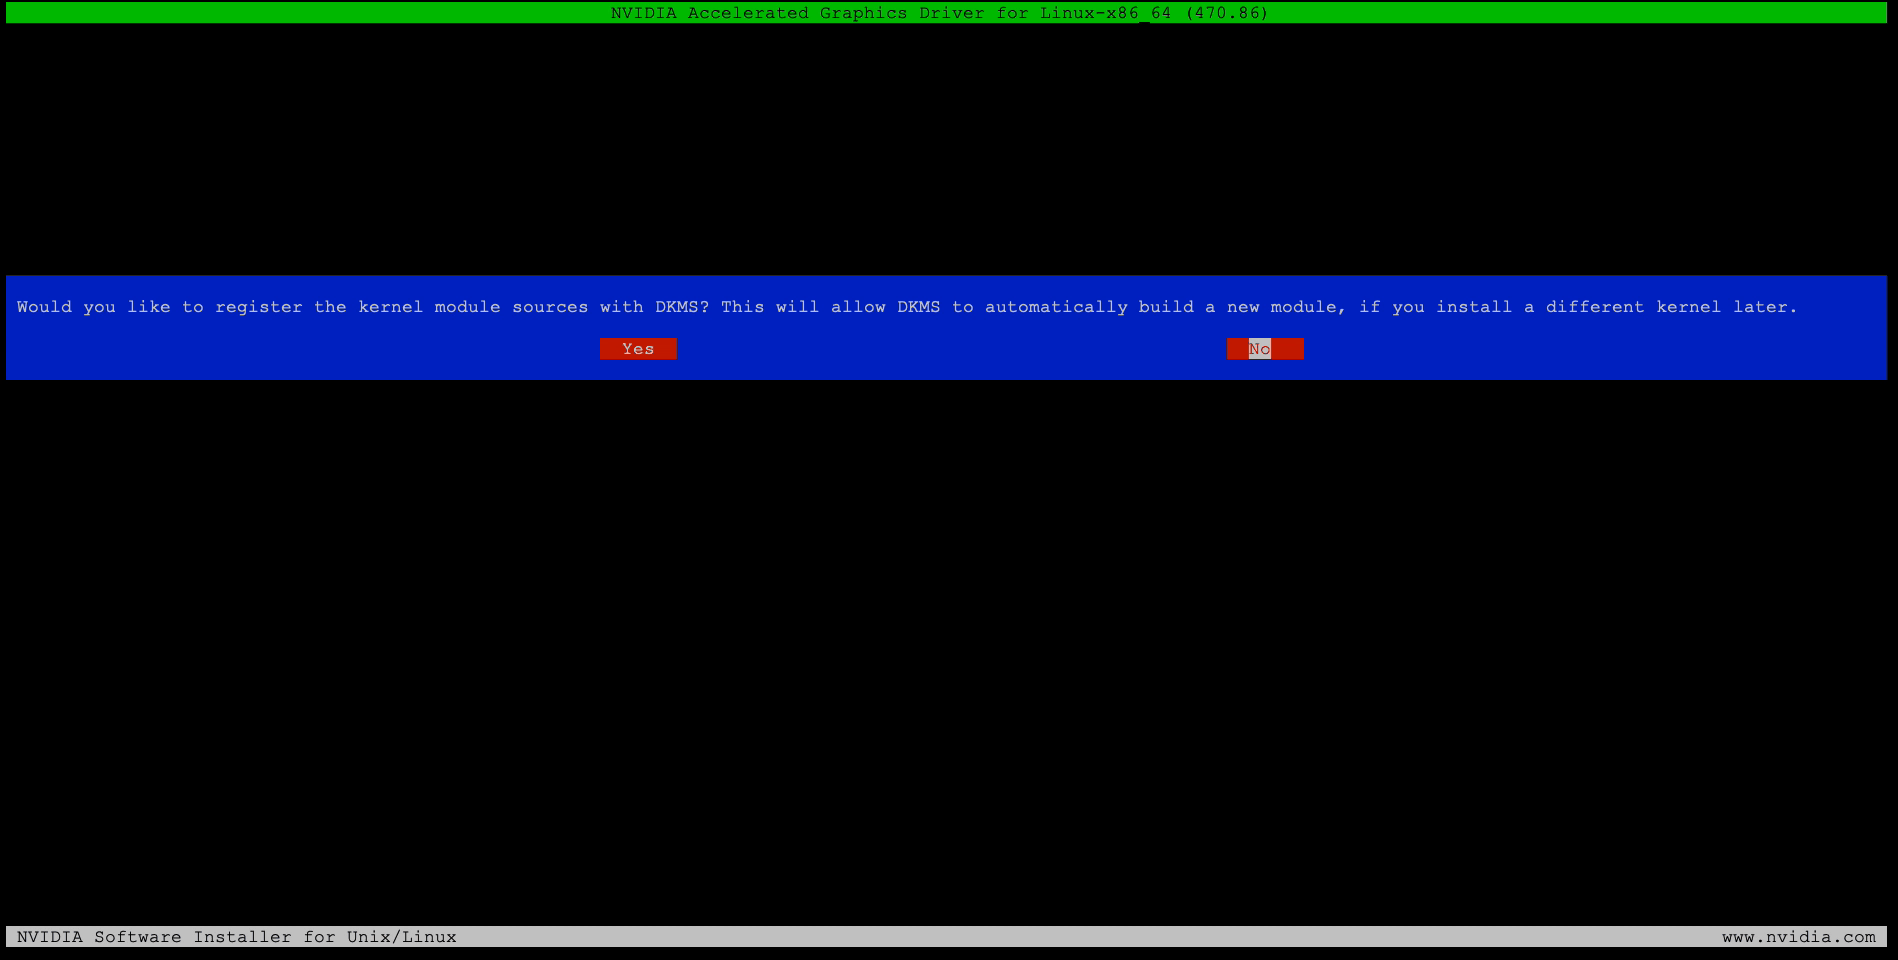 NVIDIA Accelerated Graphics Driver for Linux-x86_64 (470.86)
Would you like to register the kernel module sources with DKMS? This will allow DKMS to automatically build a new module, if you install a different kernel later.
Yes No
NVIDIA Software Installer for Unix/Linux www.nvidia.com